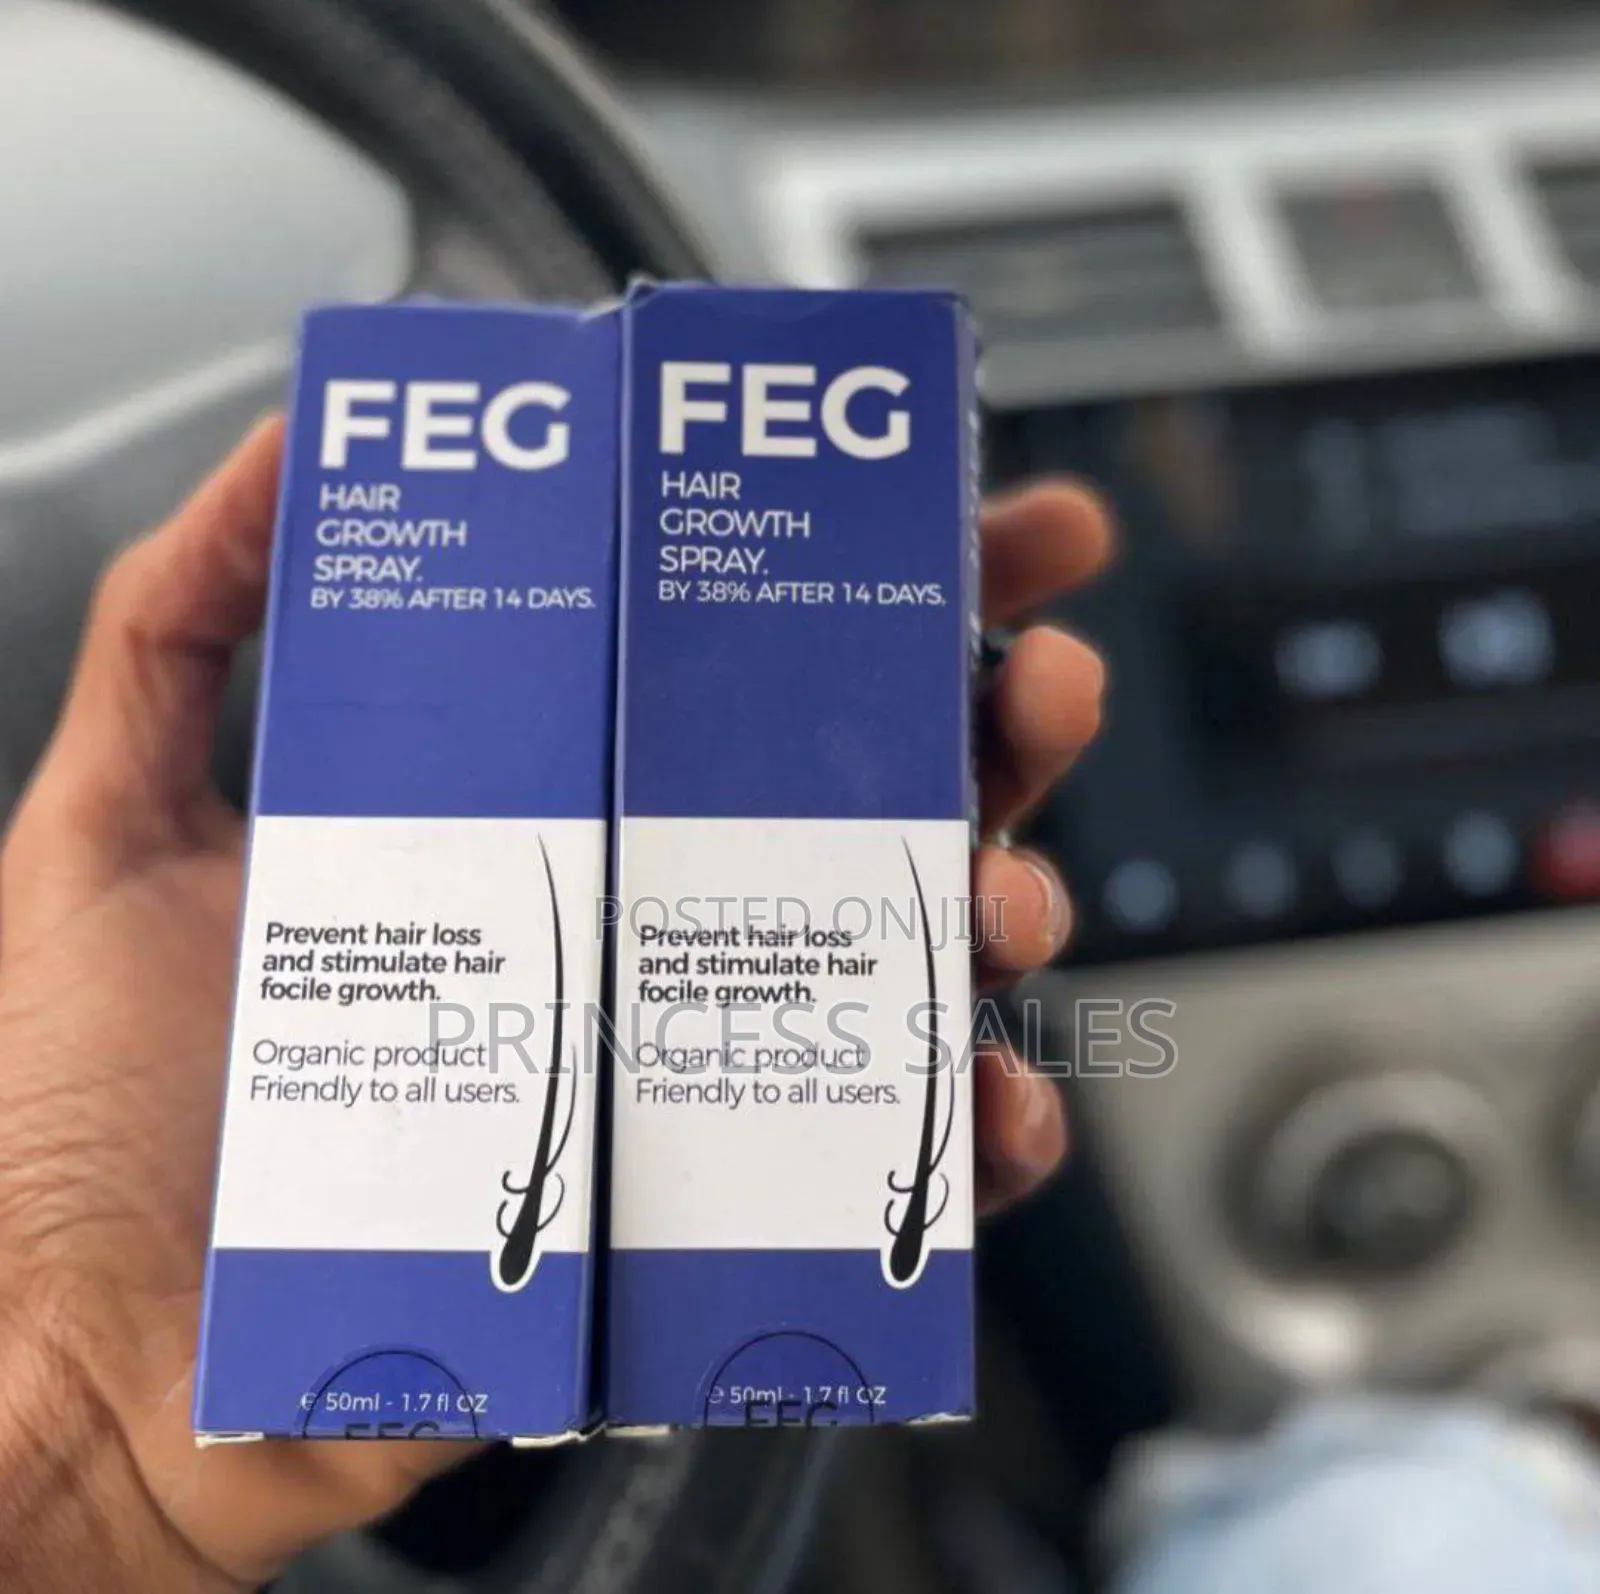 FEG
HAIR
GROWTH
SPRAY.
BY 38% AFTER 14 DAYS.
Prevent hair loss
and stimulate hair
focile growth.
Organic product
Friendly to all users.
℮ 50ml - 1.7 fl OZ
FEG
FEG
HAIR
GROWTH
SPRAY.
BY 38% AFTER 14 DAYS.
Prevent hair loss
and stimulate hair
focile growth.
Organic product
Friendly to all users.
℮ 50ml - 1.7 fl OZ
FEG
POSTED ON JIJI
PRINCESS SALES